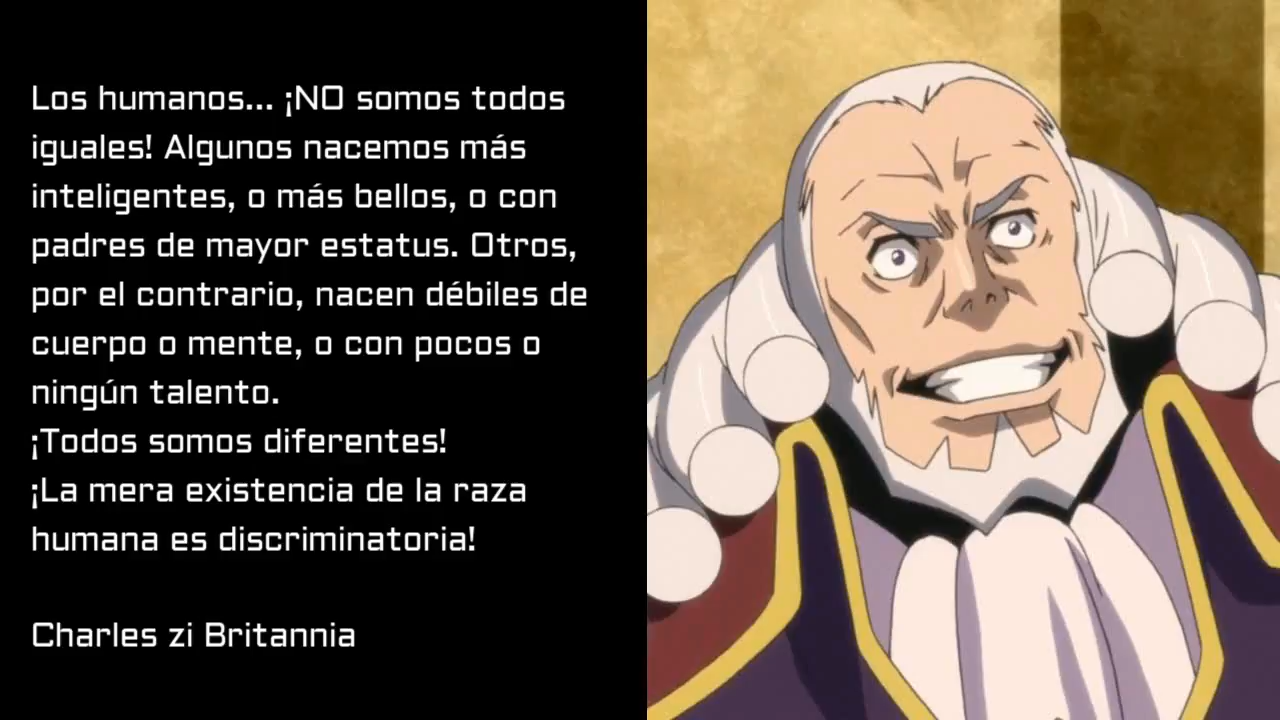 Los humanos... ¡NO somos todos
iguales! Algunos nacemos más
inteligentes, o más bellos, o con
padres de mayor estatus. Otros,
por el contrario, nacen débiles de
cuerpo o mente, o con pocos o
ningún talento.
¡Todos somos diferentes!
¡La mera existencia de la raza
humana es discriminatoria!
Charles zi Britannia